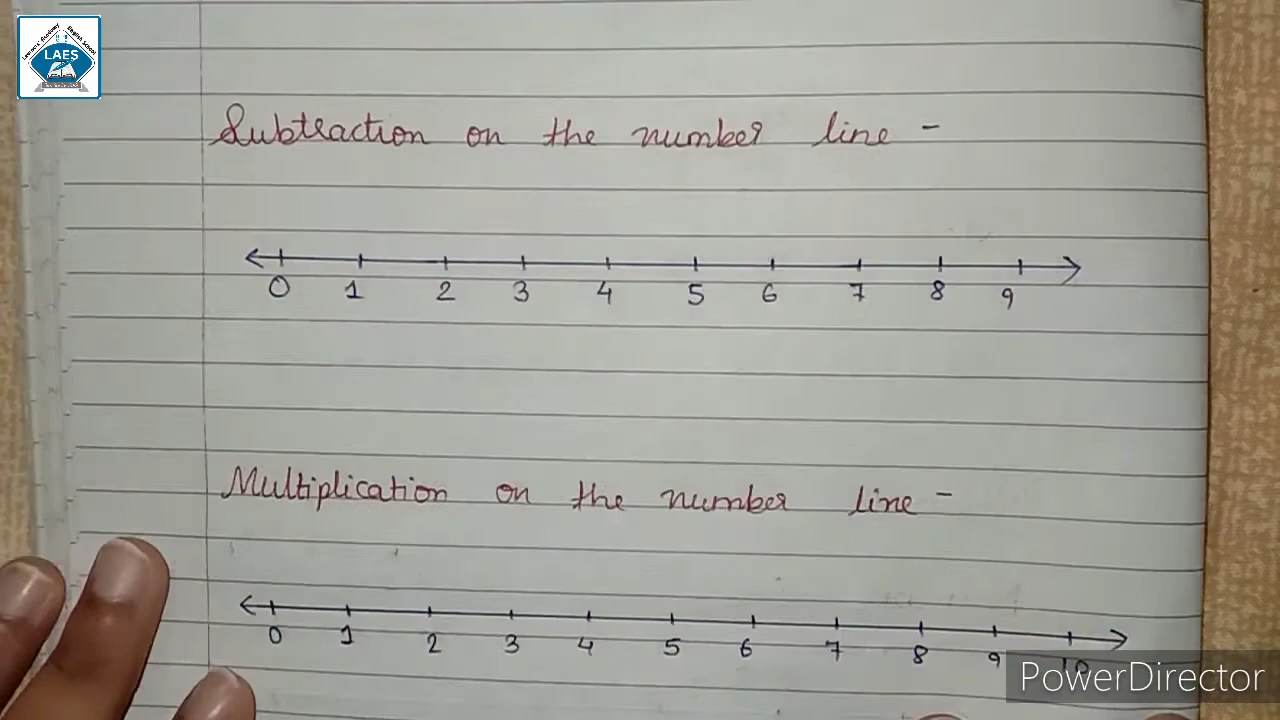 LAES
Subtraction on the number line -
0 1 2 3 4 5 6 7 8 9
Multiplication on the number line -
0 1 2 3 4 5 6 7 8 9 10
PowerDirector